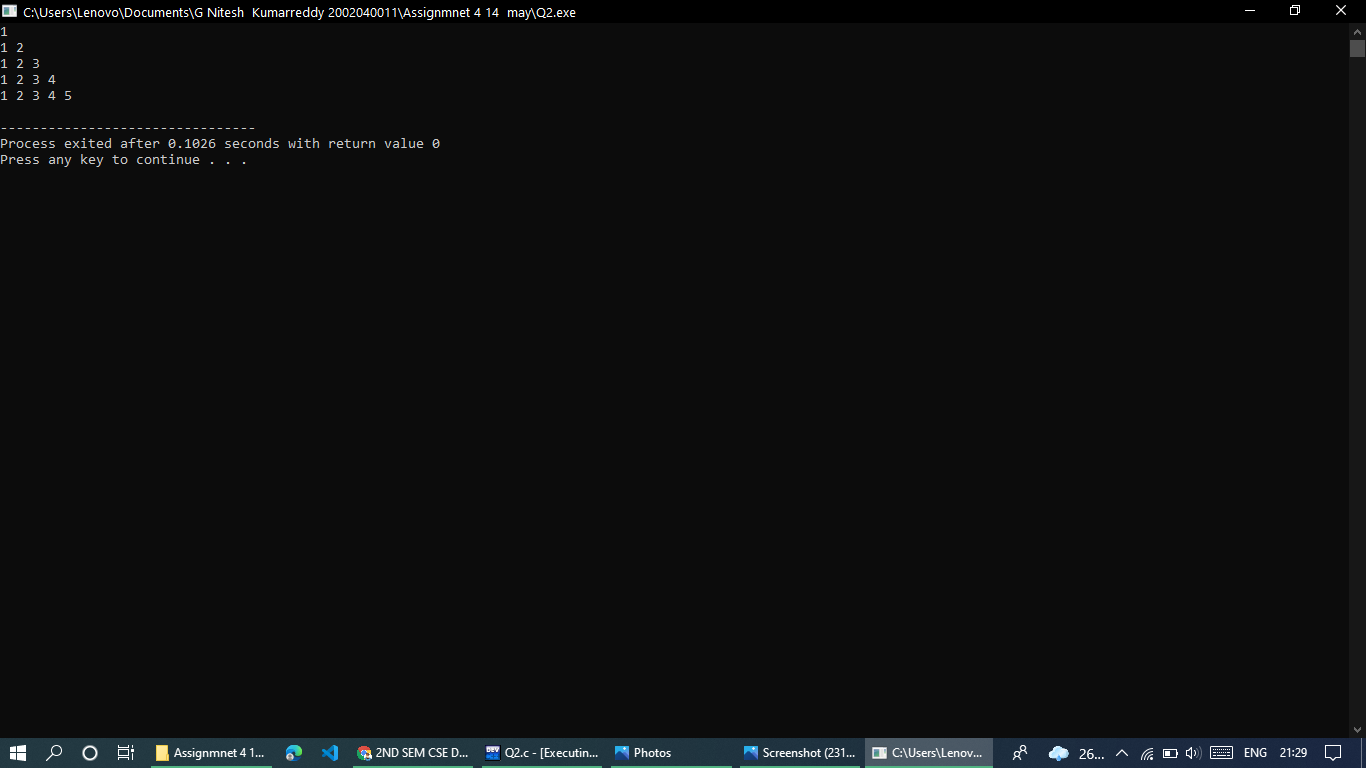 C:\Users\Lenovo\Documents\G Nitesh  Kumarreddy 2002040011\Assignmnet 4 14  may\Q2.exe
1
1 2
1 2 3
1 2 3 4
1 2 3 4 5
--------------------------------
Process exited after 0.1026 seconds with return value 0
Press any key to continue . . .
Assignmnet 4 1... 2ND SEM CSE D... DEV Q2.c - [Executin... Photos Screenshot (231... C:\Users\Lenov... 26... ENG 21:29